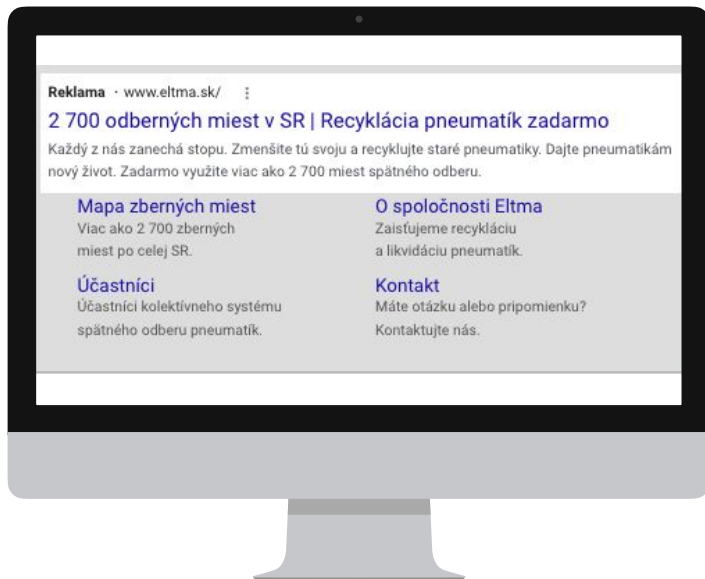 Reklama · www.eltma.sk/
2 700 odberných miest v SR | Recyklácia pneumatík zadarmo
Každý z nás zanechá stopu. Zmenšite tú svoju a recyklujte staré pneumatiky. Dajte pneumatikám
nový život. Zadarmo využite viac ako 2 700 miest spätného odberu.
Mapa zberných miest
Viac ako 2 700 zberných
miest po celej SR.
O spoločnosti Eltma
Zaisťujeme recykláciu
a likvidáciu pneumatík.
Účastníci
Účastníci kolektívneho systému
spätného odberu pneumatík.
Kontakt
Máte otázku alebo pripomienku?
Kontaktujte nás.